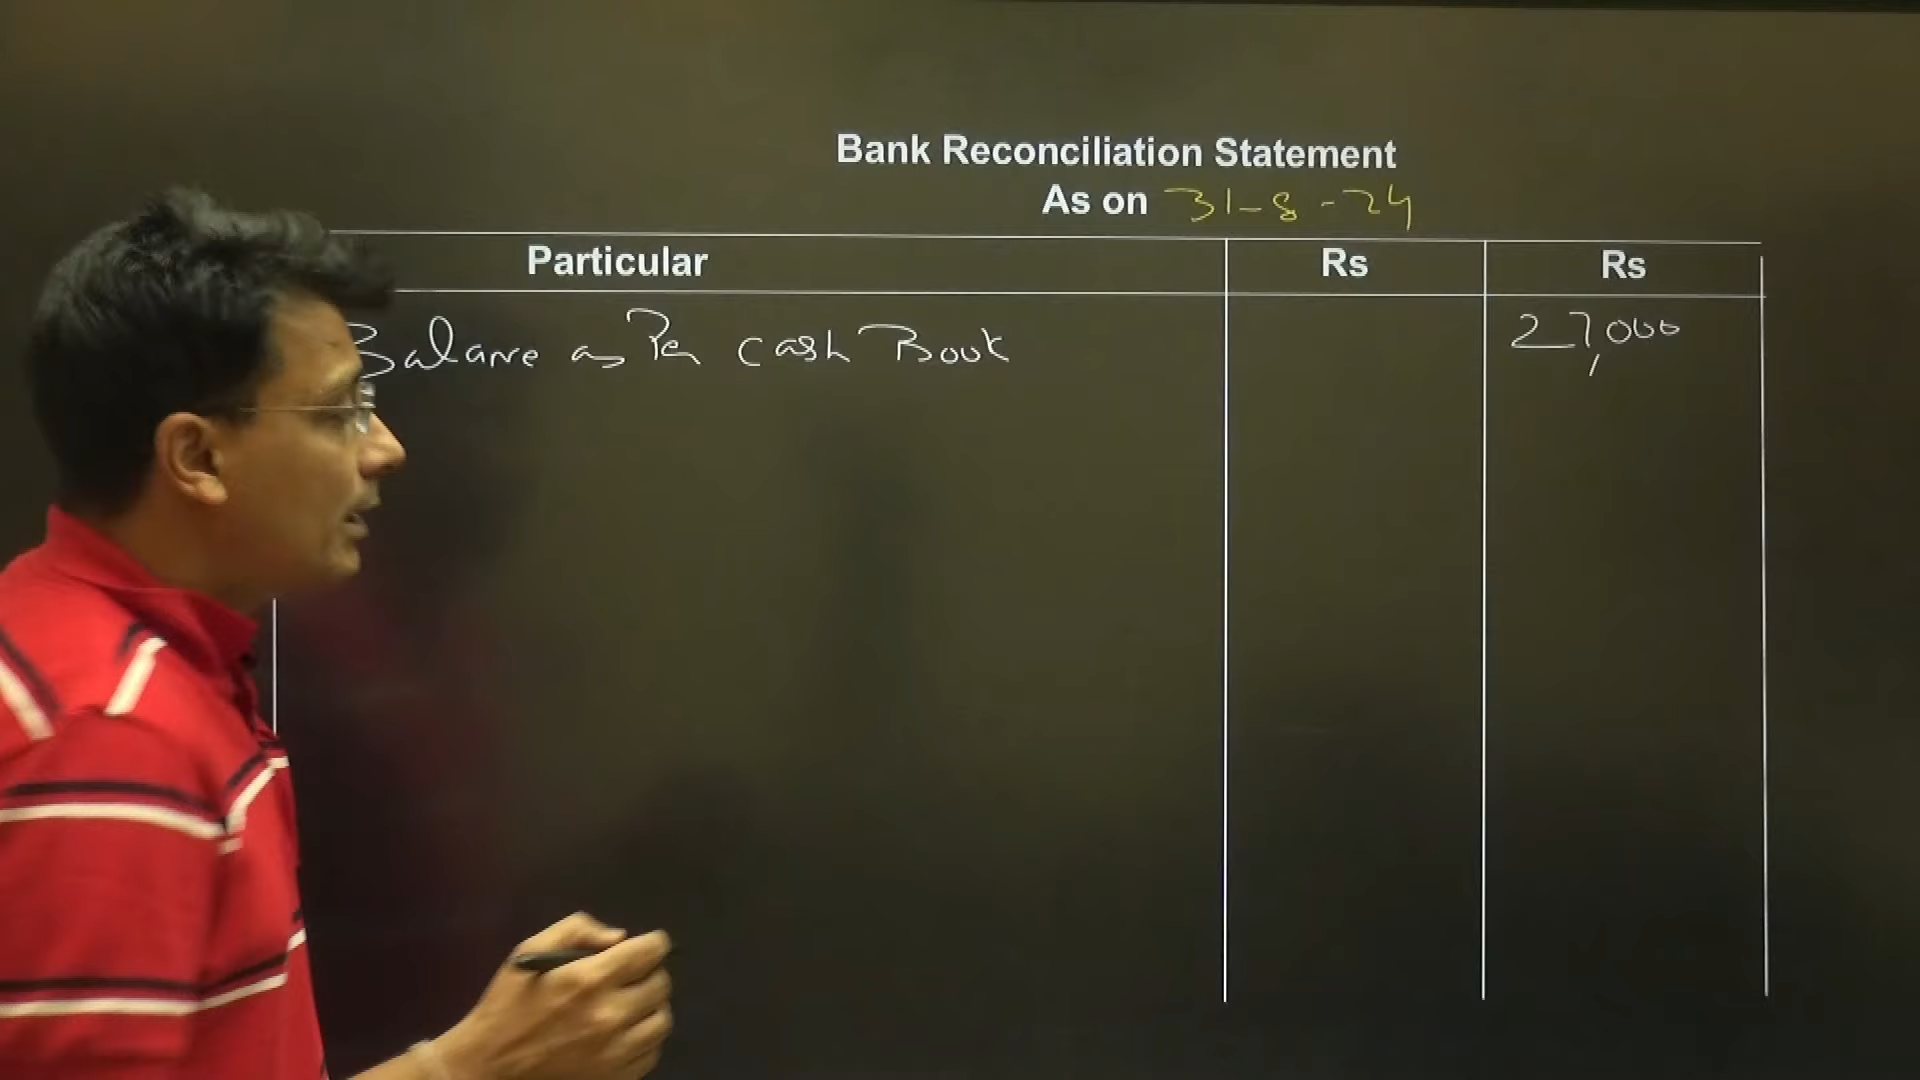 Bank Reconciliation Statement
As on 31-8-24
Particular Rs Rs
Balance as Per cash Book 27,000